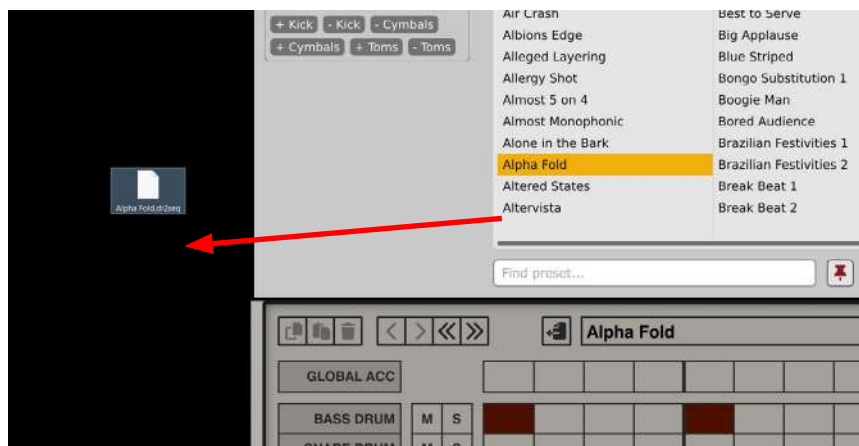 + Kick - Kick - Cymbals
+ Cymbals + Toms - Toms
Air Crash
Albions Edge
Alleged Layering
Allergy Shot
Almost 5 on 4
Almost Monophonic
Alone in the Bark
Alpha Fold
Altered States
Altervista
Best to Serve
Big Applause
Blue Striped
Bongo Substitution 1
Boogie Man
Bored Audience
Brazilian Festivities 1
Brazilian Festivities 2
Break Beat 1
Break Beat 2
Alpha Fold.dr2seq
Find preset...
Alpha Fold
GLOBAL ACC
BASS DRUM M S
SNARE DRUM M S